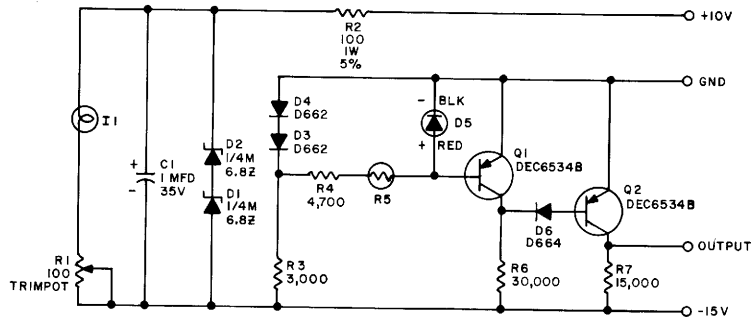 +10V
R2
100
1W
5%
GND
I1
D4
D662
D3
D662
-
BLK
D5
+
RED
Q1
DEC6534B
+
C1
1 MFD
35V
-
D2
1/4M
6.8Z
D1
1/4M
6.8Z
R4
4,700
R5
Q2
DEC6534B
D6
D664
OUTPUT
R1
100
TRIMPOT
R3
3,000
R6
30,000
R7
15,000
-15V